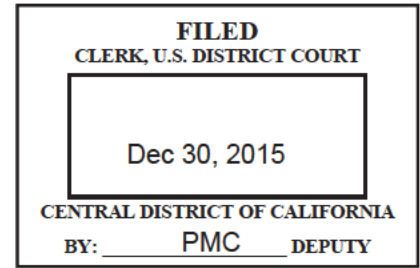 FILED
CLERK, U.S. DISTRICT COURT
Dec 30, 2015
CENTRAL DISTRICT OF CALIFORNIA
BY: PMC DEPUTY